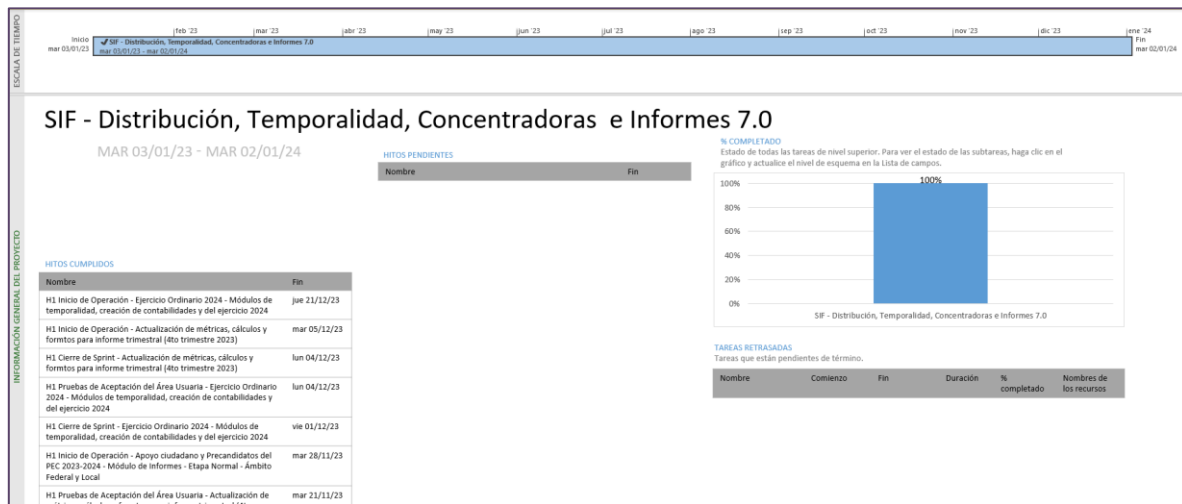 ESCALA DE TIEMPO
feb '23 mar '23 abr '23 may '23 jun '23 jul '23 ago '23 sep '23 oct '23 nov '23 dic '23 ene '24
Inicio
mar 03/01/23
SIF - Distribución, Temporalidad, Concentradoras e Informes 7.0
mar 03/01/23 - mar 02/01/24
Fin
mar 02/01/24
INFORMACIÓN GENERAL DEL PROYECTO
SIF - Distribución, Temporalidad, Concentradoras e Informes 7.0
MAR 03/01/23 - MAR 02/01/24
HITOS PENDIENTES
Nombre Fin
HITOS CUMPLIDOS
Nombre Fin
H1 Inicio de Operación - Ejercicio Ordinario 2024 - Módulos de jue 21/12/23
temporalidad, creación de contabilidades y del ejercicio 2024
H1 Inicio de Operación - Actualización de métricas, cálculos y mar 05/12/23
formtos para informe trimestral (4to trimestre 2023)
H1 Cierre de Sprint - Actualización de métricas, cálculos y lun 04/12/23
formtos para informe trimestral (4to trimestre 2023)
H1 Pruebas de Aceptación del Área Usuaria - Ejercicio Ordinario lun 04/12/23
2024 - Módulos de temporalidad, creación de contabilidades y
del ejercicio 2024
H1 Cierre de Sprint - Ejercicio Ordinario 2024 - Módulos de vie 01/12/23
temporalidad, creación de contabilidades y del ejercicio 2024
H1 Inicio de Operación - Apoyo ciudadano y Precandidatos del mar 28/11/23
PEC 2023-2024 - Módulo de Informes - Etapa Normal - Ámbito
Federal y Local
H1 Pruebas de Aceptación del Área Usuaria - Actualización de mar 21/11/23
% COMPLETADO
Estado de todas las tareas de nivel superior. Para ver el estado de las subtareas, haga clic en el
gráfico y actualice el nivel de esquema en la Lista de campos.
100%
100%
80%
60%
40%
20%
0%
SIF - Distribución, Temporalidad, Concentradoras e Informes 7.0
TAREAS RETRASADAS
Tareas que están pendientes de término.
Nombre Comienzo Fin Duración % Nombres de
completado los recursos